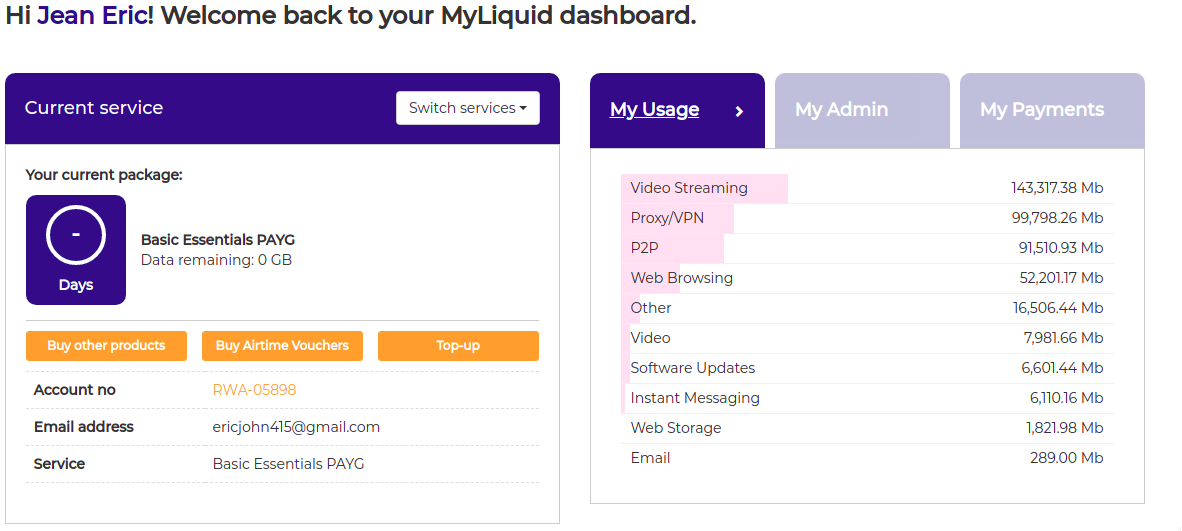 Hi Jean Eric! Welcome back to your MyLiquid dashboard.
Current service
Switch services
Your current package:
-
Days
Basic Essentials PAYG
Data remaining: 0 GB
Buy other products Buy Airtime Vouchers Top-up
Account no RWA-05898
Email address ericjohn415@gmail.com
Service Basic Essentials PAYG
My Usage My Admin My Payments
Video Streaming 143,317.38 Mb
Proxy/VPN 99,798.26 Mb
P2P 91,510.93 Mb
Web Browsing 52,201.17 Mb
Other 16,506.44 Mb
Video 7,981.66 Mb
Software Updates 6,601.44 Mb
Instant Messaging 6,110.16 Mb
Web Storage 1,821.98 Mb
Email 289.00 Mb